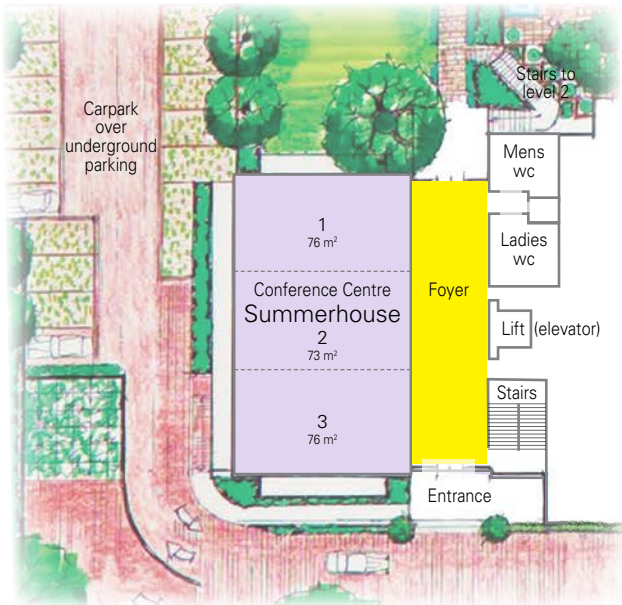 Stairs to
level 2
Carpark
over
underground
parking
Mens
wc
1
76 m²
Ladies
wc
Conference Centre
Summerhouse
Foyer
2
73 m²
Lift (elevator)
Stairs
3
76 m²
Entrance